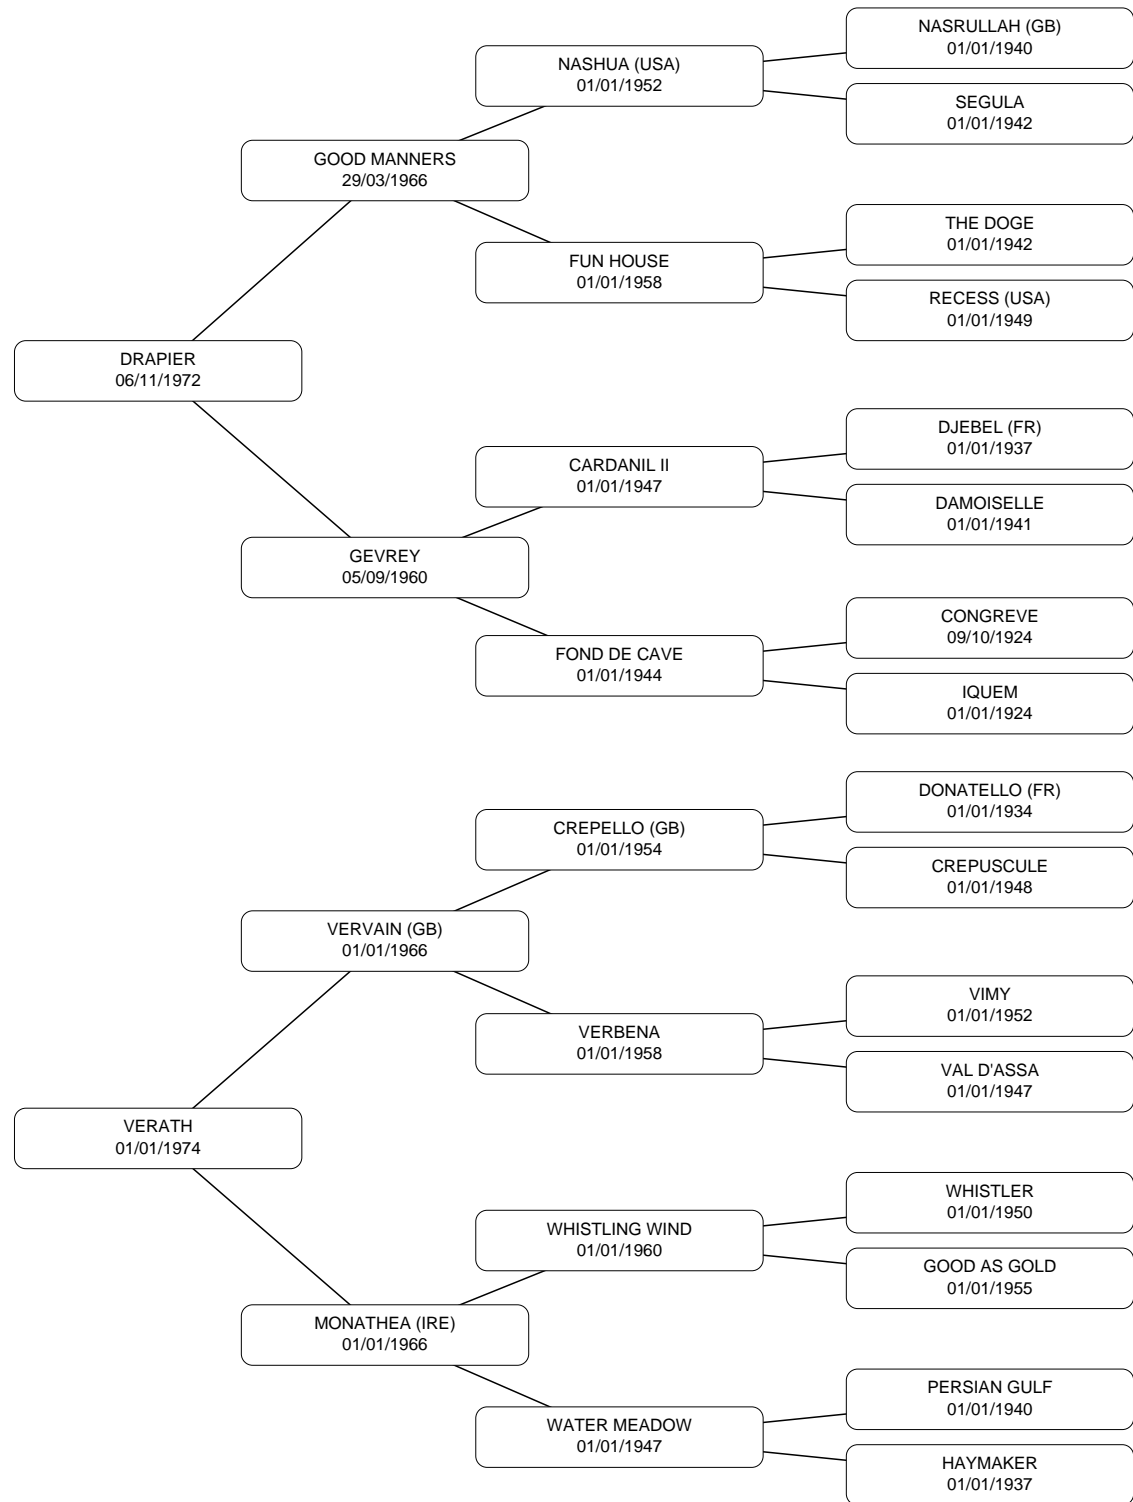 NASRULLAH (GB)
01/01/1940
NASHUA (USA)
01/01/1952
SEGULA
01/01/1942
GOOD MANNERS
29/03/1966
THE DOGE
01/01/1942
FUN HOUSE
01/01/1958
RECESS (USA)
01/01/1949
DRAPIER
06/11/1972
DJEBEL (FR)
01/01/1937
CARDANIL II
01/01/1947
DAMOISELLE
01/01/1941
GEVREY
05/09/1960
CONGREVE
09/10/1924
FOND DE CAVE
01/01/1944
IQUEM
01/01/1924
DONATELLO (FR)
01/01/1934
CREPELLO (GB)
01/01/1954
CREPUSCULE
01/01/1948
VERVAIN (GB)
01/01/1966
VIMY
01/01/1952
VERBENA
01/01/1958
VAL D'ASSA
01/01/1947
VERATH
01/01/1974
WHISTLER
01/01/1950
WHISTLING WIND
01/01/1960
GOOD AS GOLD
01/01/1955
MONATHEA (IRE)
01/01/1966
PERSIAN GULF
01/01/1940
WATER MEADOW
01/01/1947
HAYMAKER
01/01/1937